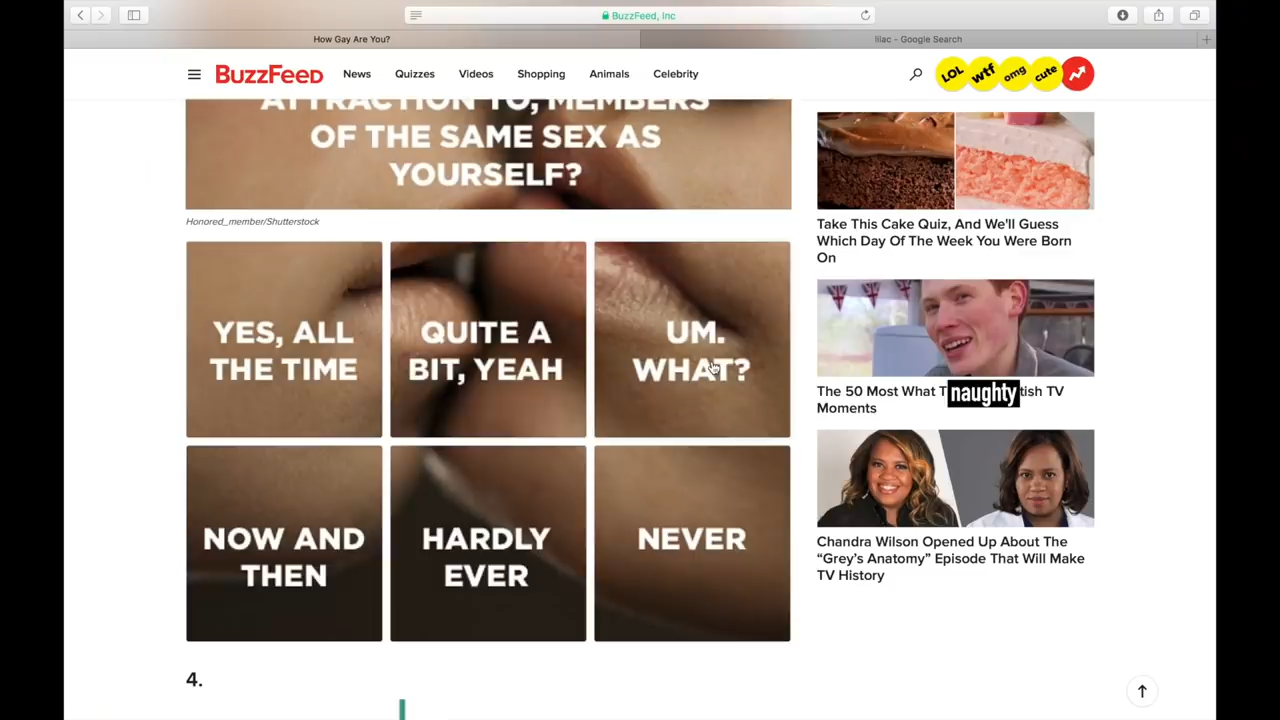 BuzzFeed, Inc
How Gay Are You?
lilac - Google Search
BuzzFeed
News
Quizzes
Videos
Shopping
Animals
Celebrity
LOL
wtf
omg
cute
ATTRACTION TO, MEMBERS
OF THE SAME SEX AS
YOURSELF?
Honored_member/Shutterstock
YES, ALL
THE TIME
QUITE A
BIT, YEAH
UM.
WHAT?
NOW AND
THEN
HARDLY
EVER
NEVER
4.
Take This Cake Quiz, And We'll Guess
Which Day Of The Week You Were Born
On
The 50 Most What T naughty tish TV
Moments
Chandra Wilson Opened Up About The
“Grey's Anatomy” Episode That Will Make
TV History